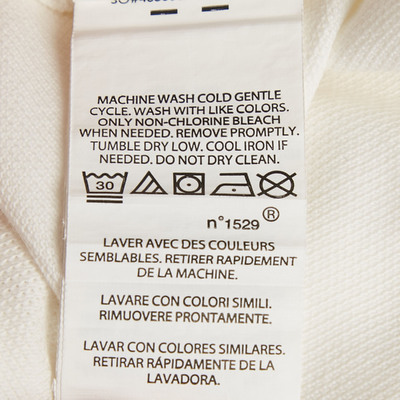 MACHINE WASH COLD GENTLE
CYCLE. WASH WITH LIKE COLORS.
ONLY NON-CHLORINE BLEACH
WHEN NEEDED. REMOVE PROMPTLY.
TUMBLE DRY LOW. COOL IRON IF
NEEDED. DO NOT DRY CLEAN.
30
n°1529®
LAVER AVEC DES COULEURS
SEMBLABLES. RETIRER RAPIDEMENT
DE LA MACHINE.
LAVARE CON COLORI SIMILI.
RIMUOVERE PRONTAMENTE.
LAVAR CON COLORES SIMILARES.
RETIRAR RÁPIDAMENTE DE LA
LAVADORA.